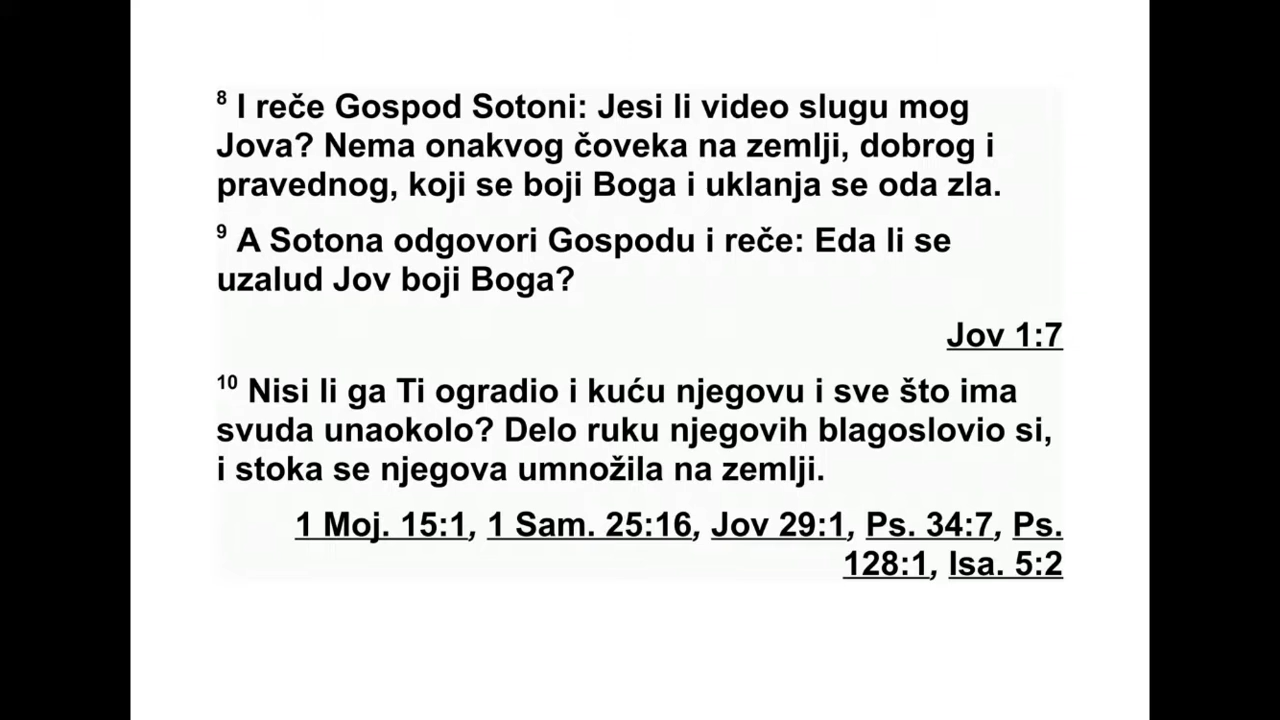 8 I reče Gospod Sotoni: Jesi li video slugu mog
Jova? Nema onakvog čoveka na zemlji, dobrog i
pravednog, koji se boji Boga i uklanja se oda zla.
9 A Sotona odgovori Gospodu i reče: Eda li se
uzalud Jov boji Boga?
Jov 1:7
10 Nisi li ga Ti ogradio i kuću njegovu i sve što ima
svuda unaokolo? Delo ruku njegovih blagoslovio si,
i stoka se njegova umnožila na zemlji.
1 Moj. 15:1, 1 Sam. 25:16, Jov 29:1, Ps. 34:7, Ps.
128:1, Isa. 5:2